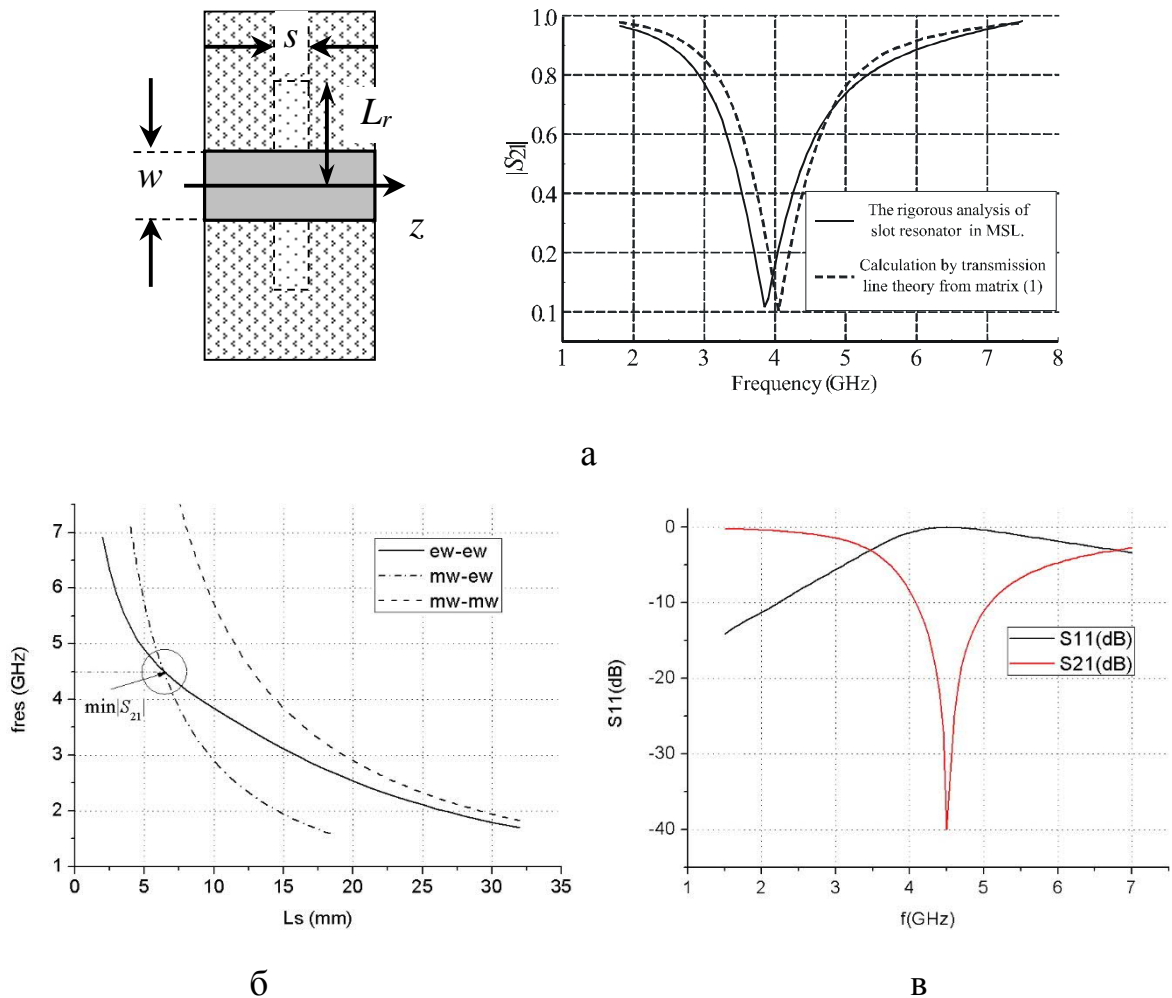 s
L_r
w
z
|S_21|
1.0
0.8
0.6
0.4
0.2
0.1
The rigorous analysis of
slot resonator in MSL.
Calculation by transmission
line theory from matrix (1)
1 2 3 4 5 6 7 8
Frequency (GHz)
а
fres (GHz)
7
6
5
4
3
2
1
ew-ew
mw-ew
mw-mw
min|S_21|
0 5 10 15 20 25 30 35
Ls (mm)
б
S11(dB)
0
-10
-20
-30
-40
S11(dB)
S21(dB)
1 2 3 4 5 6 7
f(GHz)
в